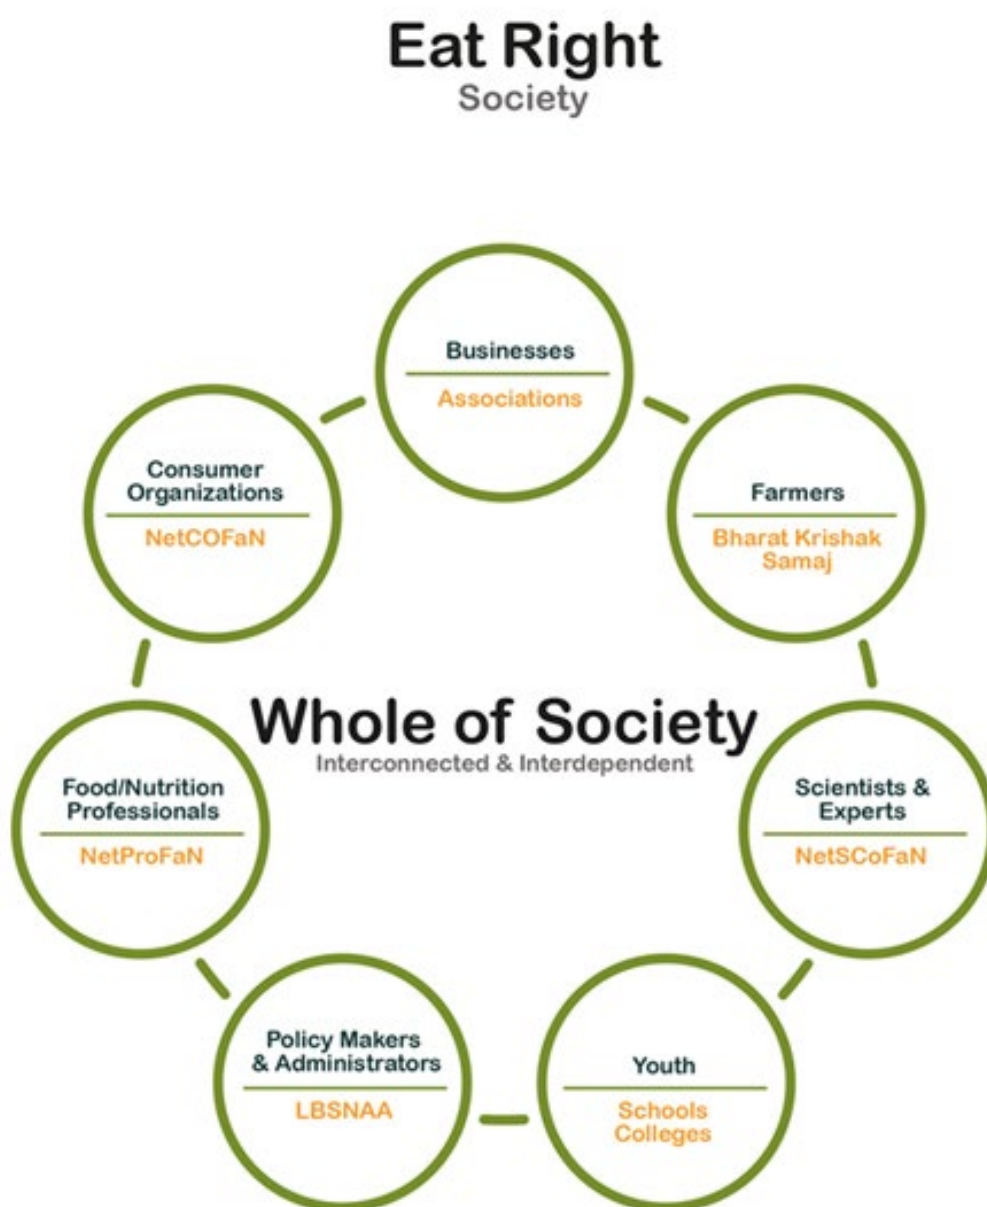 Eat Right
Society
Businesses
Associations
Consumer
Organizations
NetCOFaN
Farmers
Bharat Krishak
Samaj
Whole of Society
Interconnected & Interdependent
Food/Nutrition
Professionals
NetProFaN
Scientists &
Experts
NetSCoFaN
Policy Makers
& Administrators
LBSNAA
Youth
Schools
Colleges